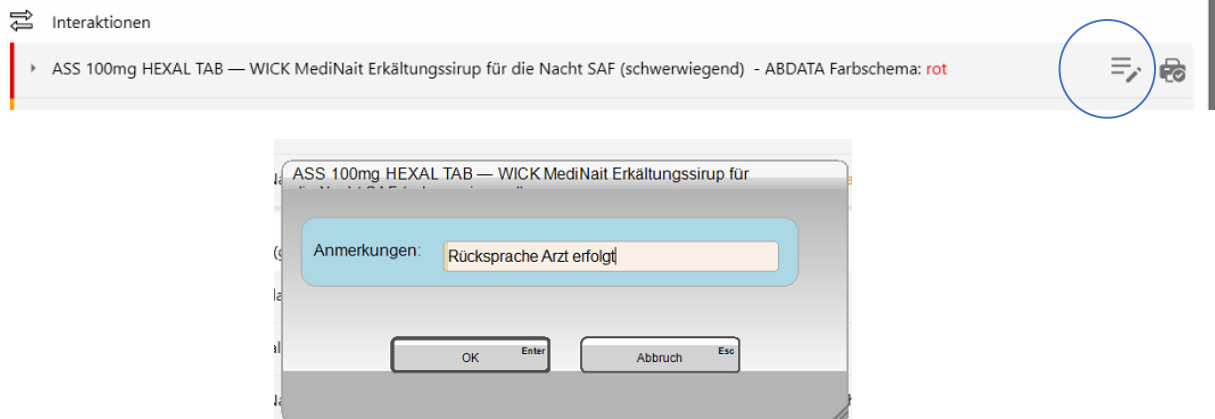 Interaktionen
ASS 100mg HEXAL TAB — WICK MediNait Erkältungssirup für die Nacht SAF (schwerwiegend) - ABDATA Farbschema: rot
ASS 100mg HEXAL TAB — WICK MediNait Erkältungssirup für
Anmerkungen:
Rücksprache Arzt erfolgt
OK Enter
Abbruch Esc